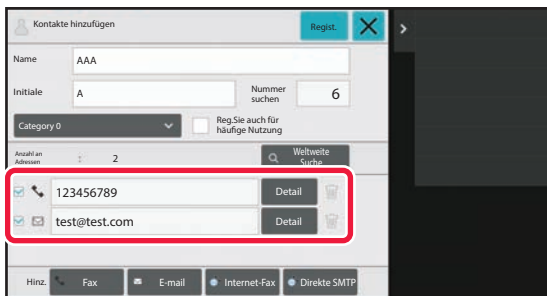 Kontakte hinzufügen
Regist.
Name
AAA
Initiale
A
Nummer
suchen
6
Category 0
Reg.Sie auch für
häufige Nutzung
Anzahl an
Adressen
:
2
Weltweite
Suche
123456789
Detail
test@test.com
Detail
Hinz.
Fax
E-mail
Internet-Fax
Direkte SMTP